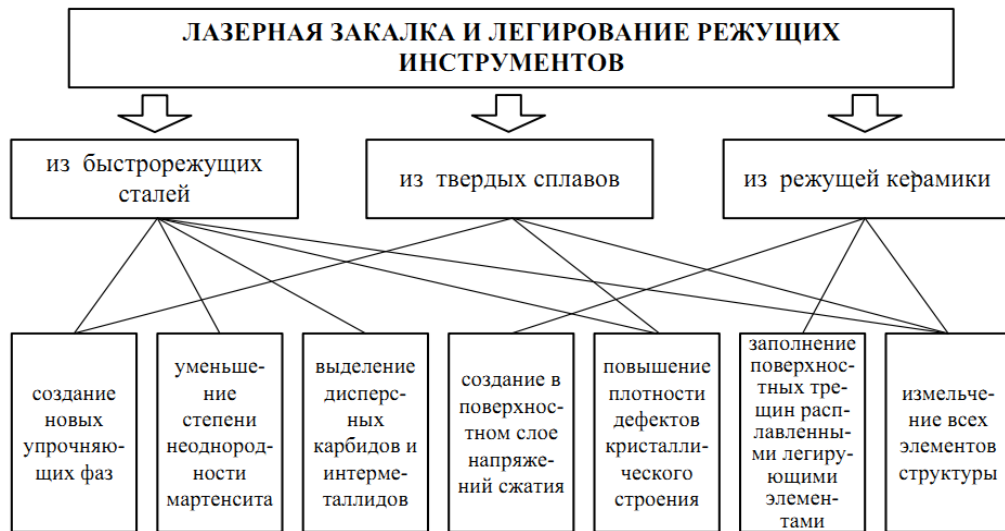 ЛАЗЕРНАЯ ЗАКАЛКА И ЛЕГИРОВАНИЕ РЕЖУЩИХ
ИНСТРУМЕНТОВ
из быстрорежущих
сталей
из твердых сплавов
из режущей керамики
создание
новых
упрочняю-
щих фаз
уменьше-
ние
степени
неоднород-
ности
мартенсита
выделение
дисперс-
ных
карбидов и
интерме-
таллидов
создание в
поверхнос-
тном слое
напряже-
ний сжатия
повышение
плотности
дефектов
кристалли-
ческого
строения
заполнение
поверхнос-
тных тре-
щин расп-
лавленны-
ми легиру-
ющими
элемен-
тами
измельче-
ние всех
элементов
структуры